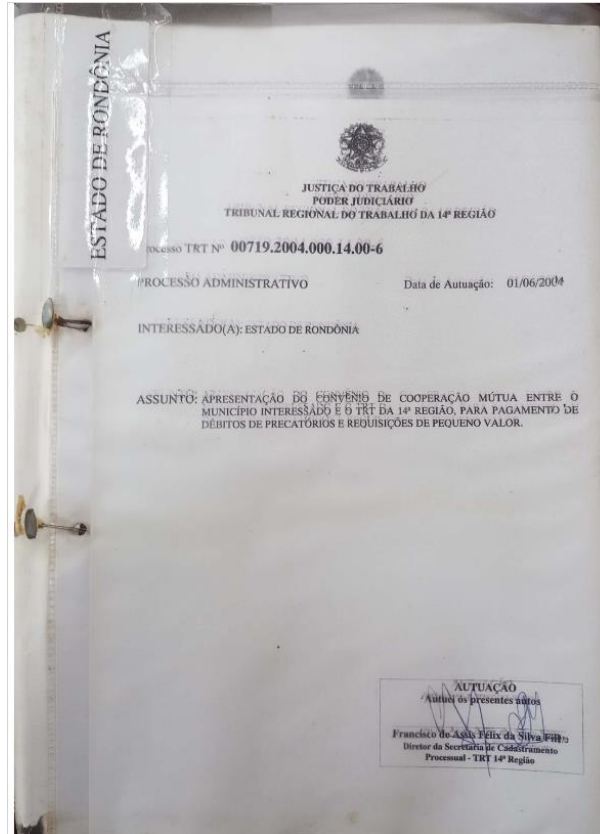 ESTADO DE RONDÔNIA
JUSTIÇA DO TRABALHO
PODER JUDICIÁRIO
TRIBUNAL REGIONAL DO TRABALHO DA 14ª REGIÃO
rocesso TRT Nº 00719.2004.000.14.00-6
PROCESSO ADMINISTRATIVO Data de Autuação: 01/06/2004
INTERESSADO(A): ESTADO DE RONDÔNIA
ASSUNTO: APRESENTAÇÃO DO CONVÊNIO DE COOPERAÇÃO MÚTUA ENTRE O
MUNICÍPIO INTERESSADO E O TRT DA 14ª REGIÃO, PARA PAGAMENTO DE
DÉBITOS DE PRECATÓRIOS E REQUISIÇÕES DE PEQUENO VALOR.
AUTUAÇÃO
Autuei os presentes autos
Francisco de Assis Félix da Silva
Diretor da Secretaria de Cadastramento
Processual - TRT 14ª Região